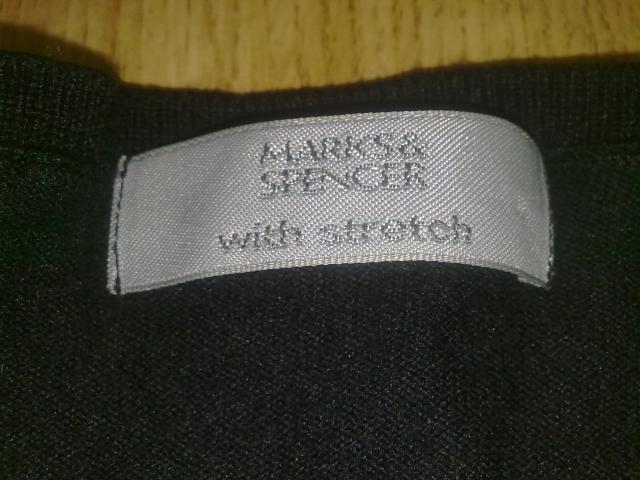 MARKS&
SPENCER
with stretch